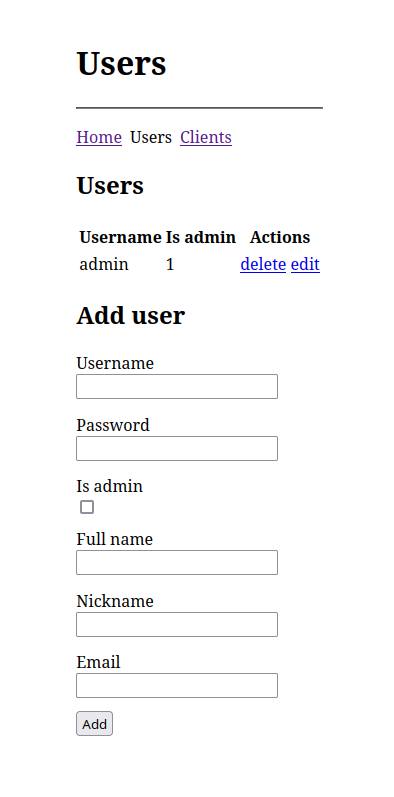 Users
Home Users Clients
Users
Username Is admin Actions
admin 1 delete edit
Add user
Username
Password
Is admin
Full name
Nickname
Email
Add